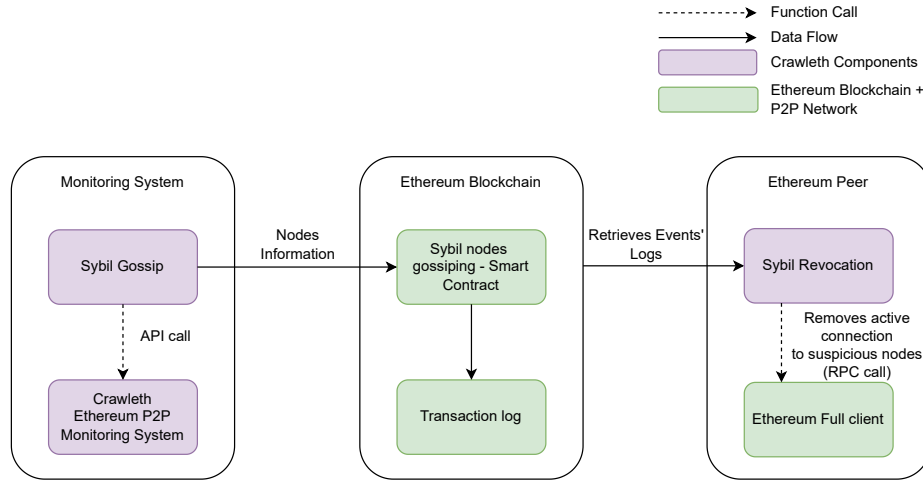 Function Call
Data Flow
Crawleth Components
Ethereum Blockchain +
P2P Network
Monitoring System
Sybil Gossip
API call
Crawleth
Ethereum P2P
Monitoring System
Nodes
Information
Ethereum Blockchain
Sybil nodes
gossiping - Smart
Contract
Transaction log
Retrieves Events'
Logs
Ethereum Peer
Sybil Revocation
Removes active
connection
to suspicious nodes
(RPC call)
Ethereum Full client